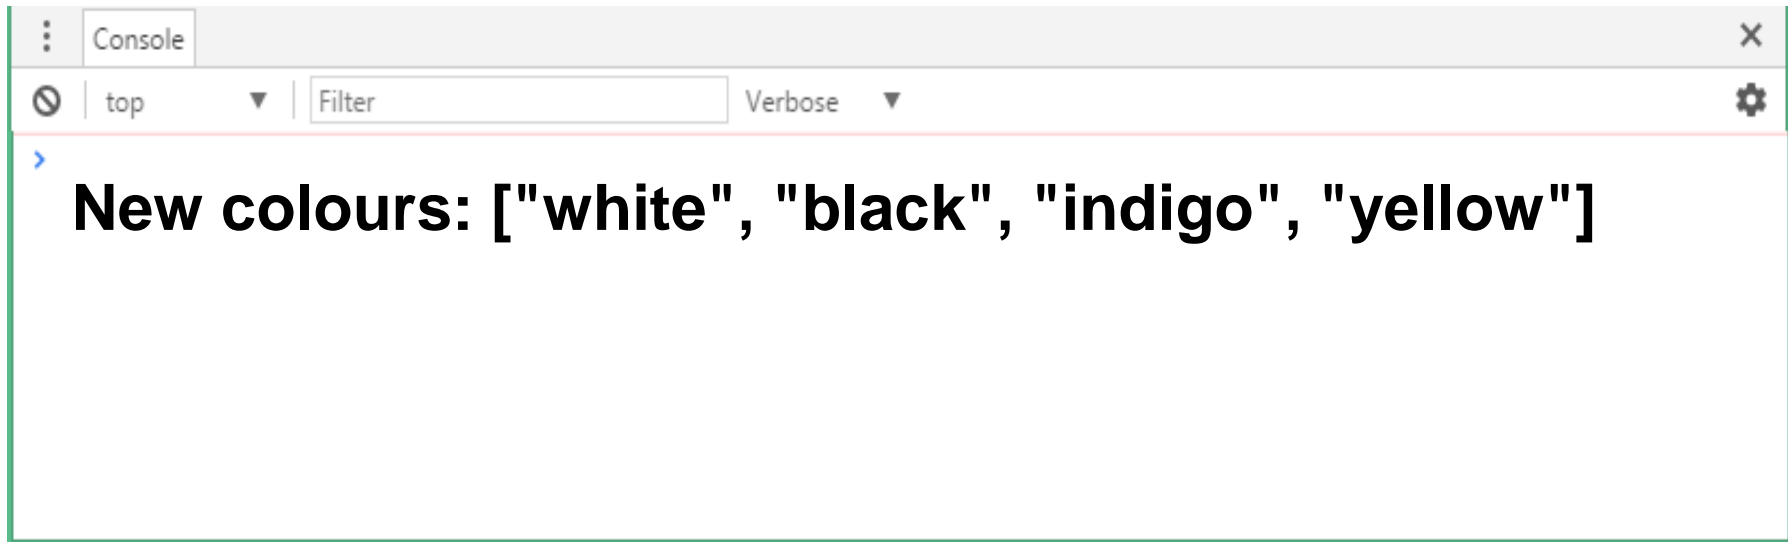 Console
top Filter Verbose
New colours: ["white", "black", "indigo", "yellow"]